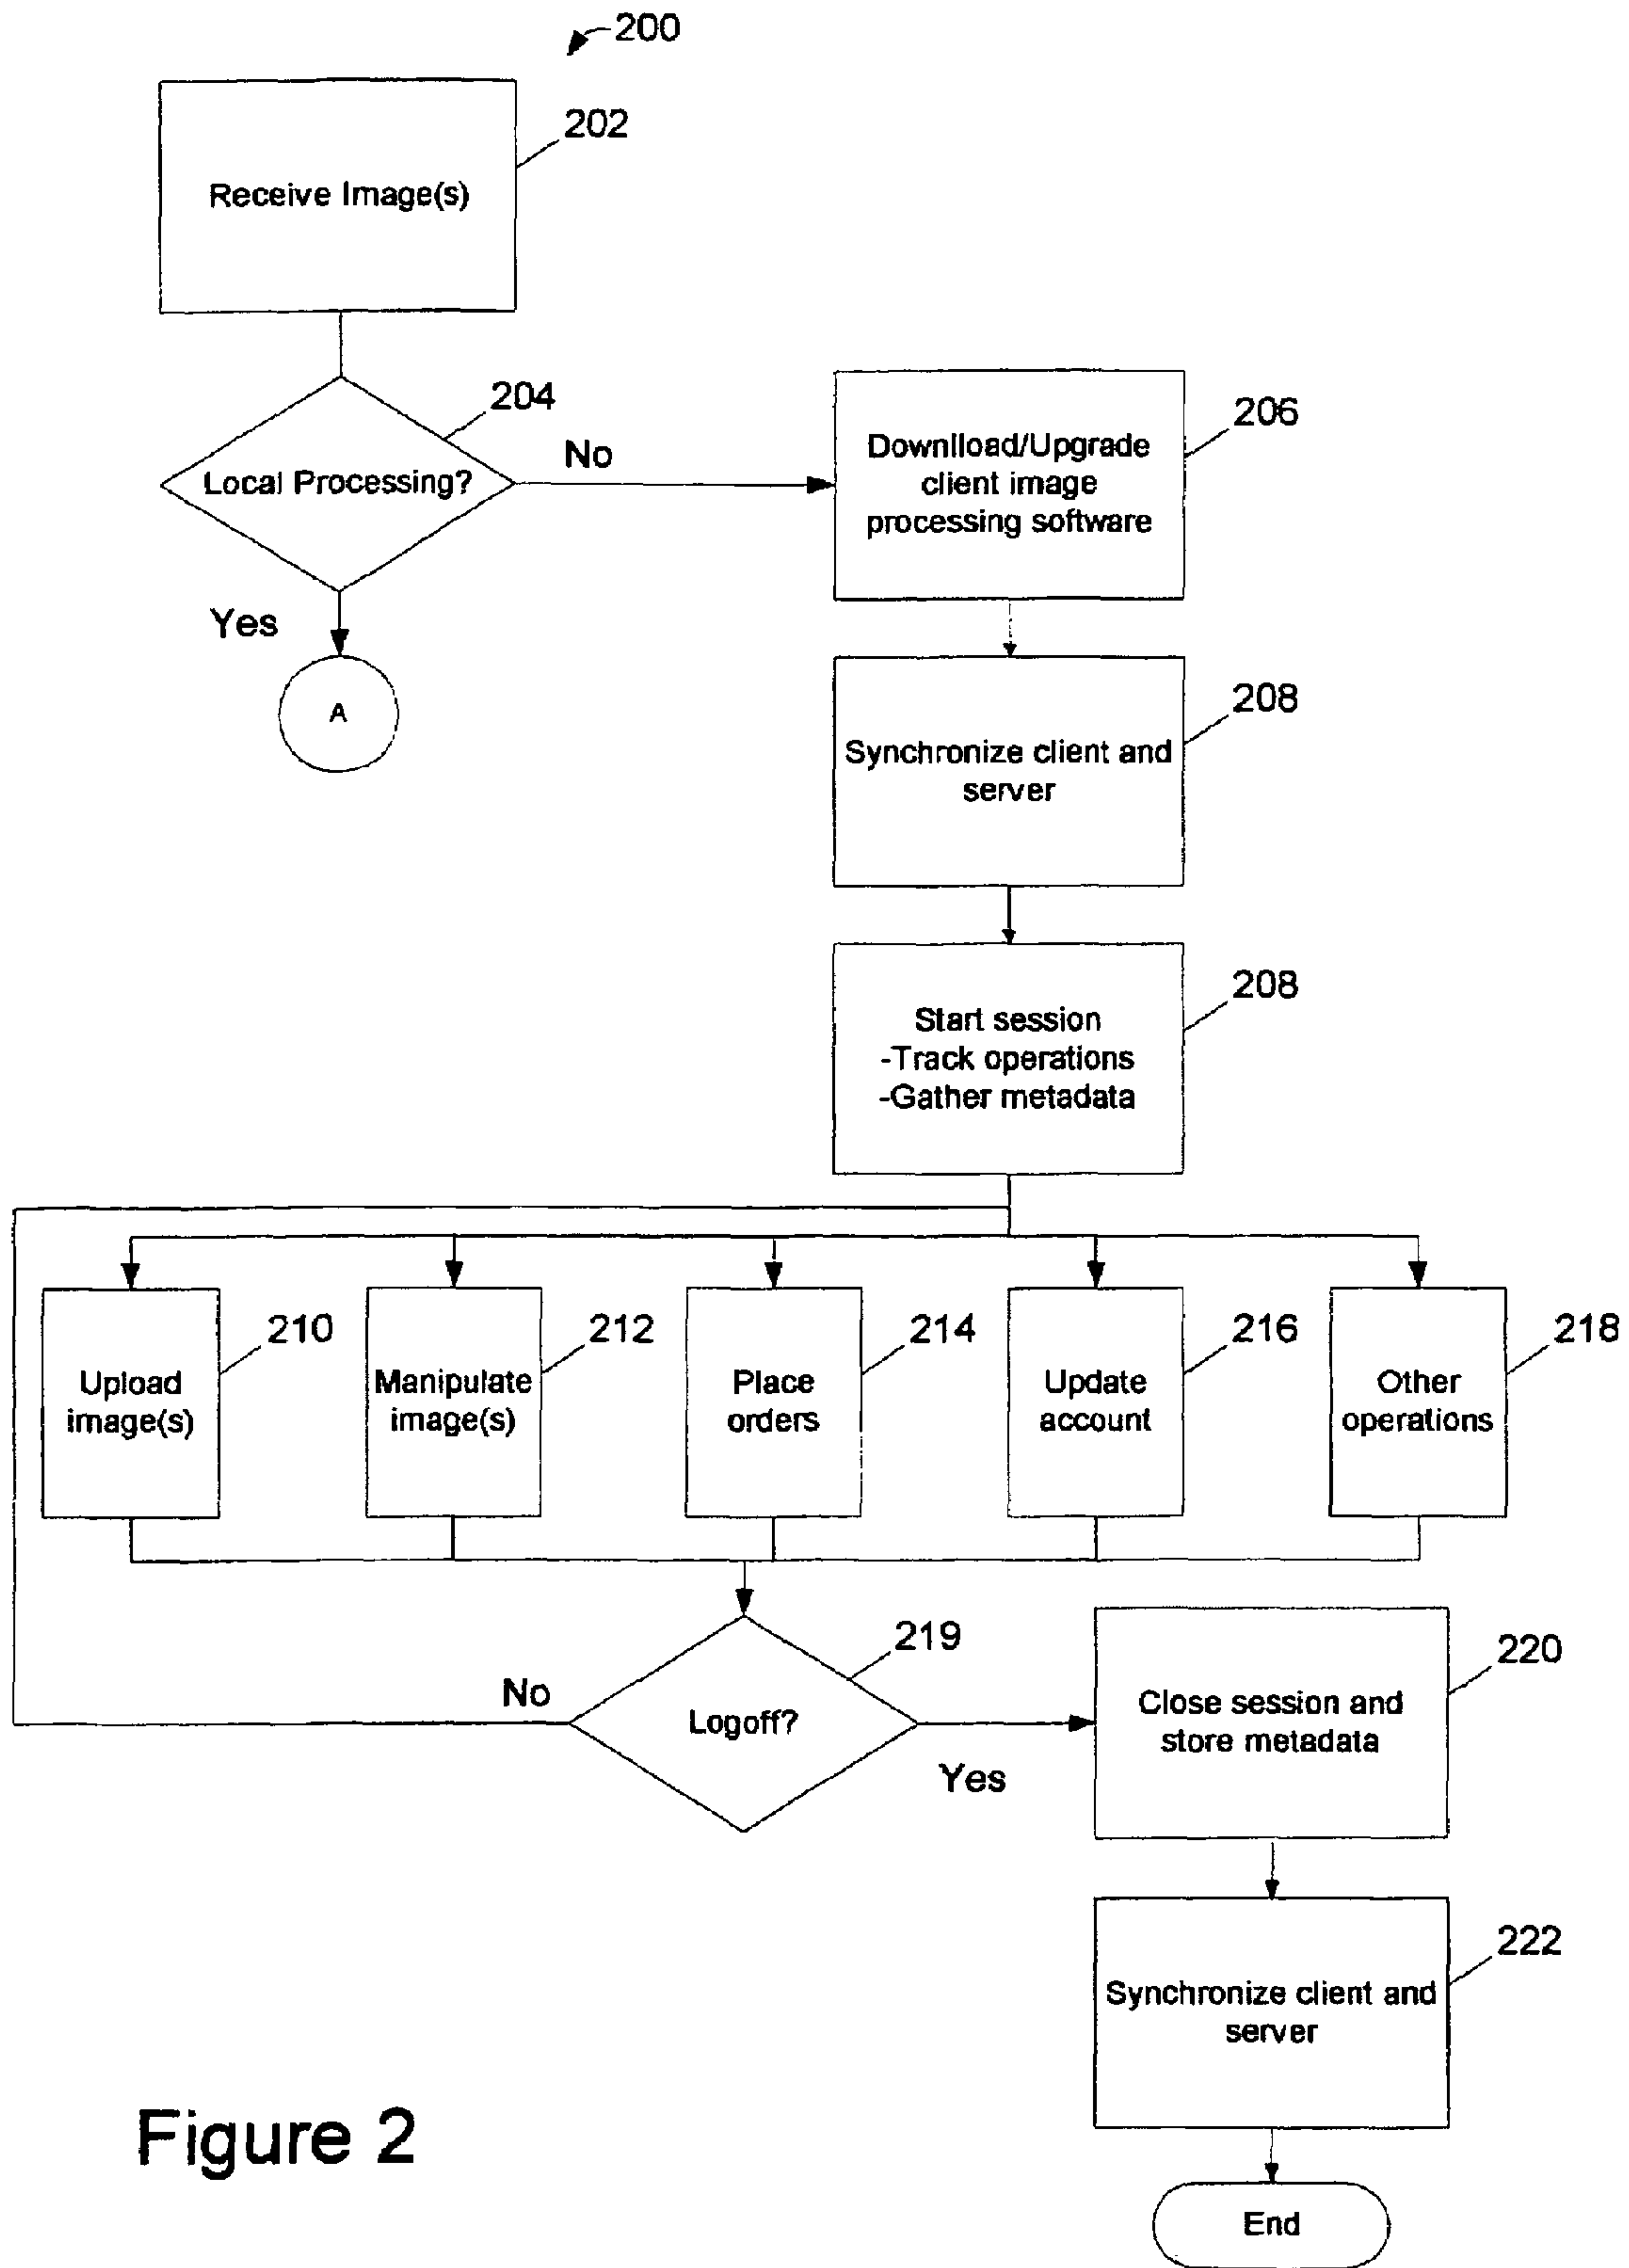 200
202
Receive Image(s)
204
Local Processing?
No
Yes
A
206
Downlload/Upgrade
client image
processing software
208
Synchronize client and
server
208
Start session
-Track operations
-Gather metadata
210
Upload
image(s)
212
Manipulate
image(s)
214
Place
orders
216
Update
account
218
Other
operations
219
Logoff?
No
Yes
220
Close session and
store metadata
222
Synchronize client and
server
End
Figure 2